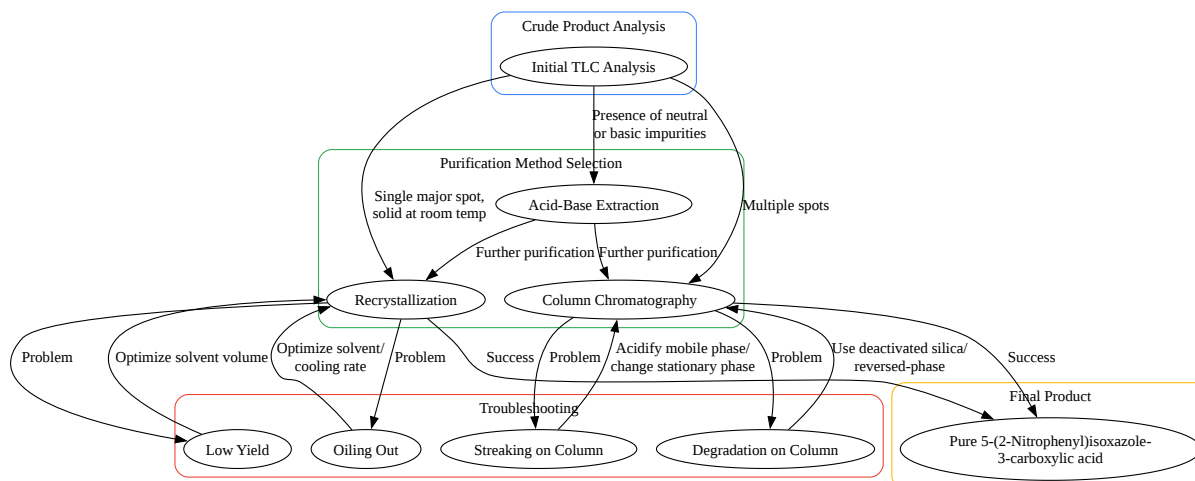 Crude Product Analysis
Initial TLC Analysis
Presence of neutral
or basic impurities
Purification Method Selection
Single major spot,
solid at room temp
Acid-Base Extraction
Multiple spots
Further purification
Further purification
Recrystallization
Column Chromatography
Problem
Optimize solvent volume
Optimize solvent/
cooling rate
Problem
Success
Problem
Acidify mobile phase/
change stationary phase
Problem
Use deactivated silica/
reversed-phase
Success
Troubleshooting
Final Product
Low Yield
Oiling Out
Streaking on Column
Degradation on Column
Pure 5-(2-Nitrophenyl)isoxazole-
3-carboxylic acid